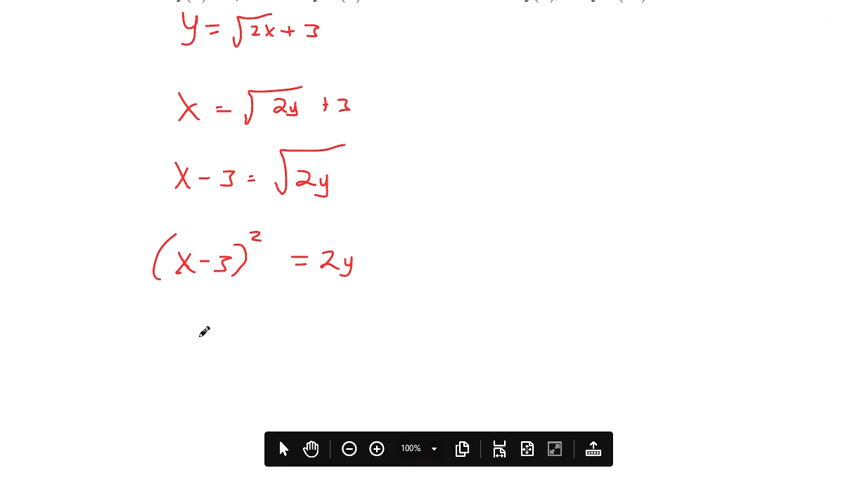 y = √2x + 3
x = √2y + 3
x - 3 = √2y
(x - 3)² = 2y
100%